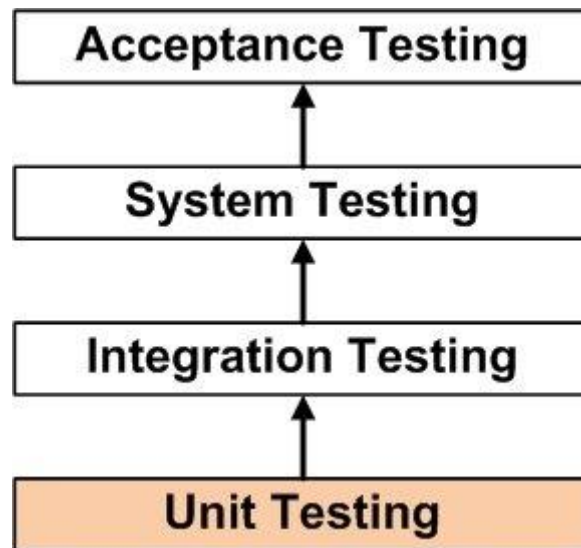 Acceptance Testing
System Testing
Integration Testing
Unit Testing